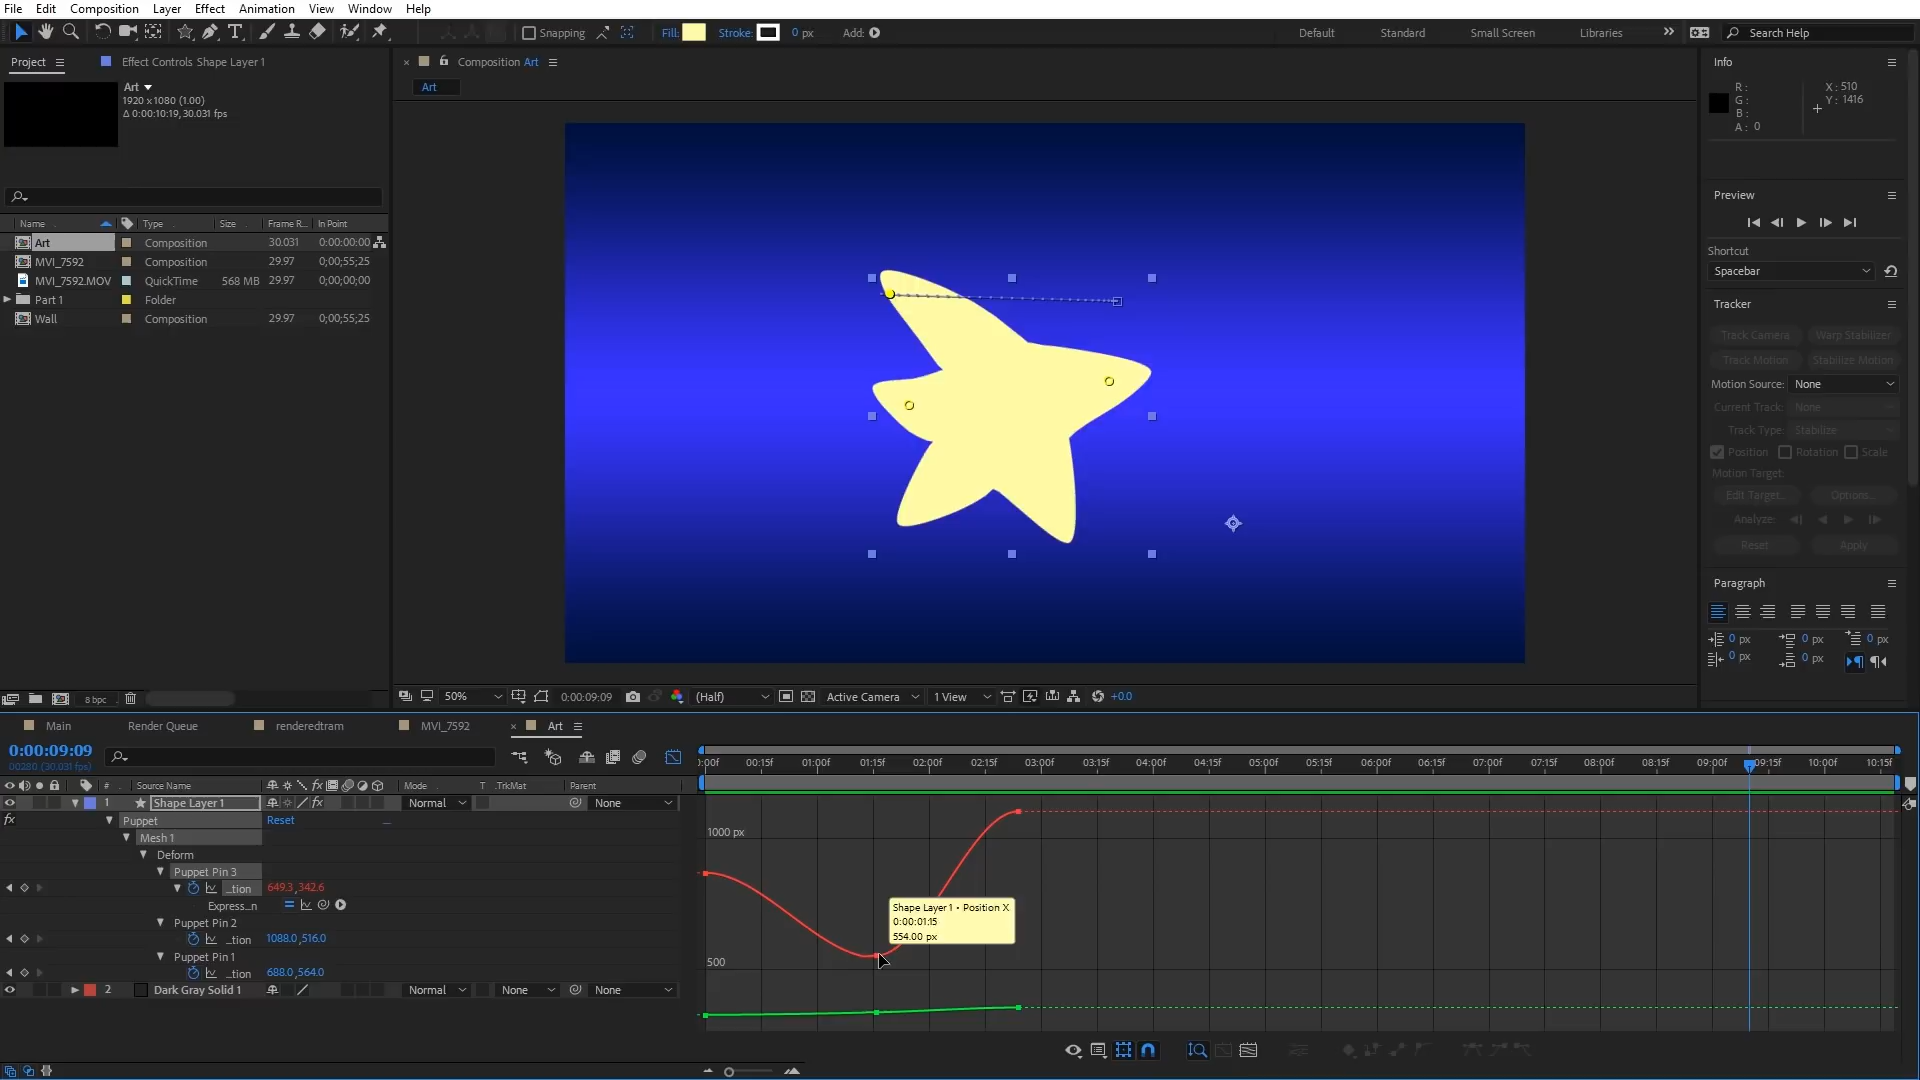 File Edit Composition Layer Effect Animation View Window Help
Snapping Fill: Stroke: 0 px Add: Default Standard Small Screen Libraries Search Help
Project Effect Controls Shape Layer 1
Composition Art
Info
Art
1920 x 1080 (1.00)
Δ 0:00:10:19, 30.031 fps
Art
R :
G :
B :
A : 0
X : 510
Y : 1416
Preview
Shortcut
Spacebar
Name Type Size Frame R... In Point
Art Composition 30.031 0:00:00:00
MVI_7592 Composition 29.97 0;00;55;25
MVI_7592.MOV QuickTime 568 MB 29.97 0;00;00;00
Part 1 Folder
Wall Composition 29.97 0;00;55;25
Tracker
Track Camera Warp Stabilizer
Track Motion Stabilize Motion
Motion Source: None
Current Track: None
Track Type: Stabilize
Position Rotation Scale
Motion Target:
Edit Target... Options...
Analyze:
Reset Apply
Paragraph
0 px 0 px 0 px
0 px 0 px
8 bpc
50% 0:00:09:09 (Half) Active Camera 1 View +0.0
Main Render Queue renderedtram MVI_7592 Art
0:00:09:09
00280 (30.031 fps)
# Source Name Mode T .TrkMat Parent
):00f 00:15f 01:00f 01:15f 02:00f 02:15f 03:00f 03:15f 04:00f 04:15f 05:00f 05:15f 06:00f 06:15f 07:00f 07:15f 08:00f 08:15f 09:00f 09:15f 10:00f 10:15f
1 Shape Layer 1 Normal None
Puppet Reset
Mesh 1
Deform
Puppet Pin 3
..tion 649.3, 342.6
Express...n
Puppet Pin 2
..tion 1088.0, 516.0
Puppet Pin 1
..tion 688.0, 564.0
2 Dark Gray Solid 1 Normal None None
1000 px
Shape Layer 1 • Position X
0:00:01:15
554.00 px
500